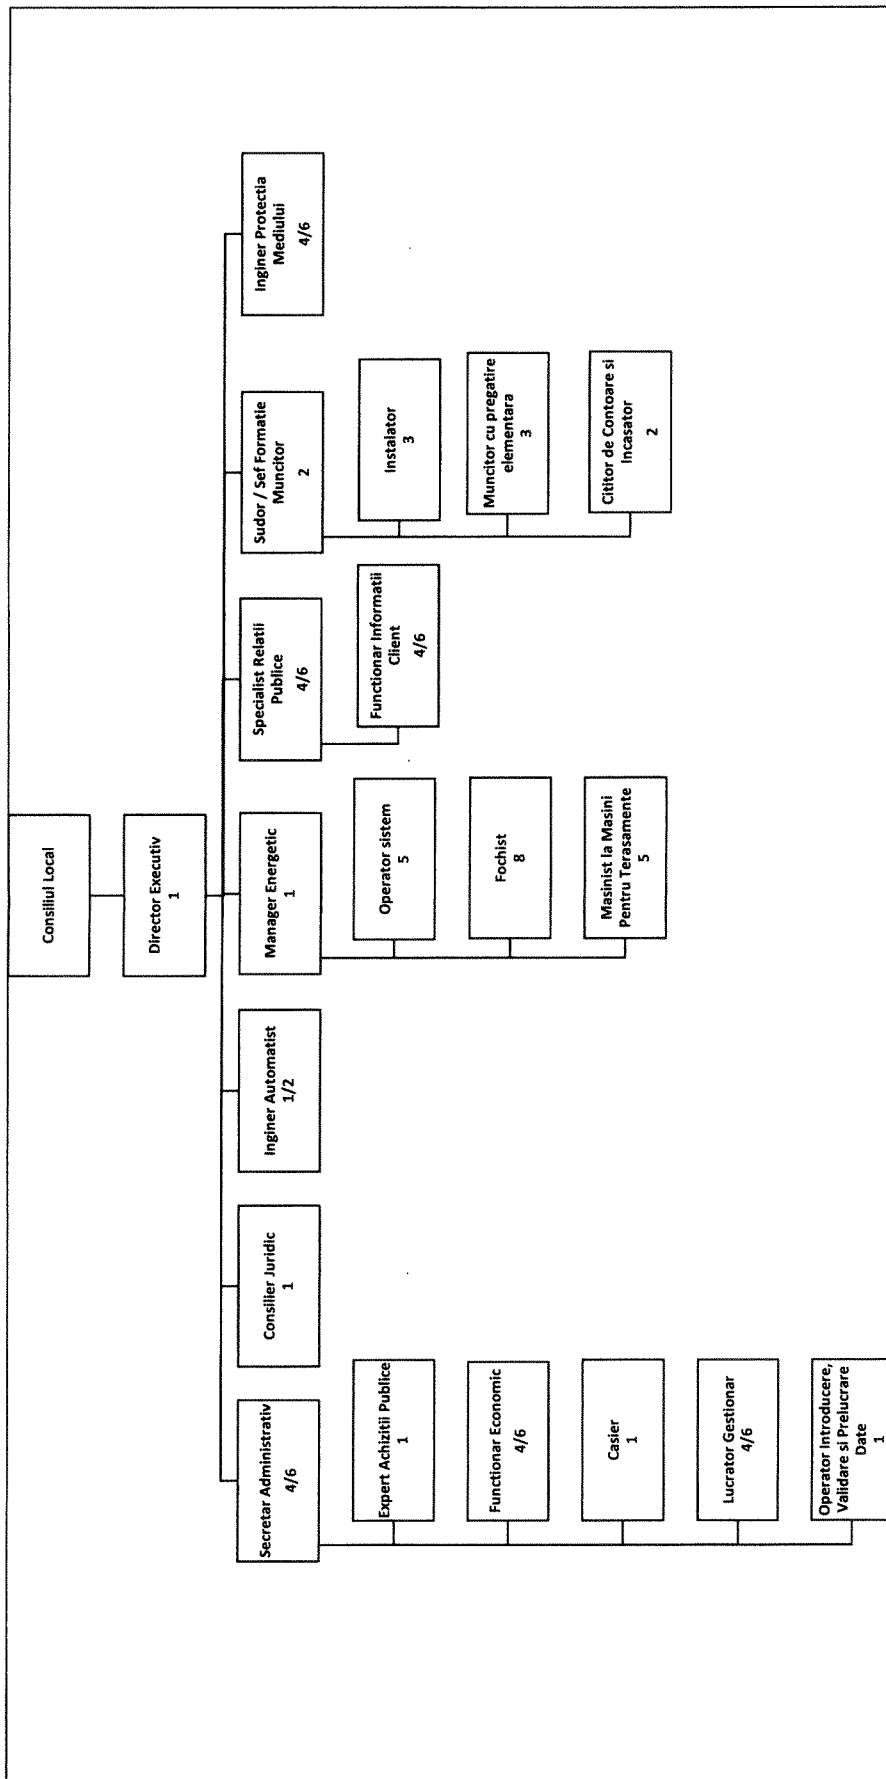 Consiliul Local
Director Executiv
1
Secretar Administrativ
4/6
Expert Achizitii Publice
1
Functionar Economic
4/6
Casier
1
Lucrator Gestionar
4/6
Operator Introducere,
Validare si Prelucrare
Date
1
Consilier Juridic
1
Inginer Automatist
1/2
Manager Energetic
1
Operator sistem
5
Fochist
8
Masinist la Masini
Pentru Terasamente
5
Specialist Relatii
Publice
4/6
Functionar Informatii
Client
4/6
Sudor / Sef Formatie
Muncitor
2
Instalator
3
Muncitor cu pregatire
elementara
3
Cititor de Contoare si
Incasator
2
Inginer Protectia
Mediului
4/6